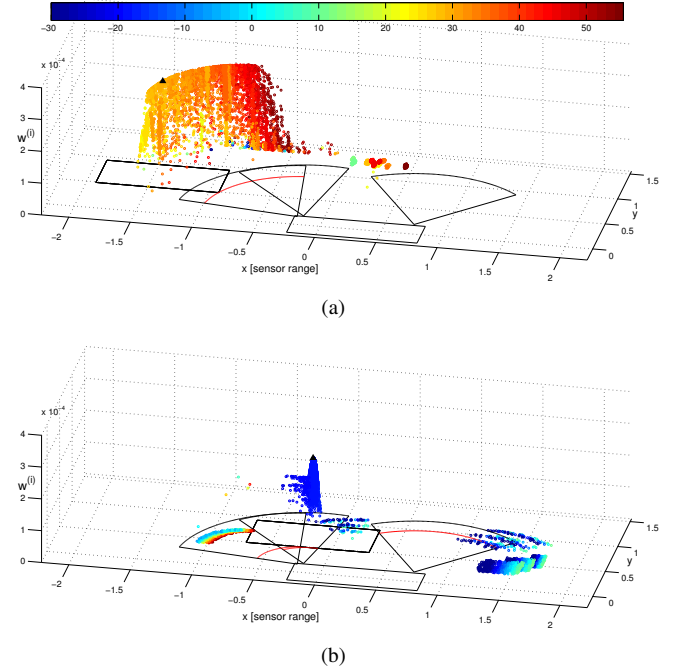 −30 −20 −10 0 10 20 30 40 50
x 10⁻⁴
4
3
2
1
0
w⁽ⁱ⁾
−2 −1.5 −1 −0.5 0 0.5 1 1.5 2
x [sensor range]
0 0.5 1 1.5
y
(a)
x 10⁻⁴
4
3
2
1
0
w⁽ⁱ⁾
−2 −1.5 −1 −0.5 0 0.5 1 1.5 2
x [sensor range]
0 0.5 1 1.5
y
(b)